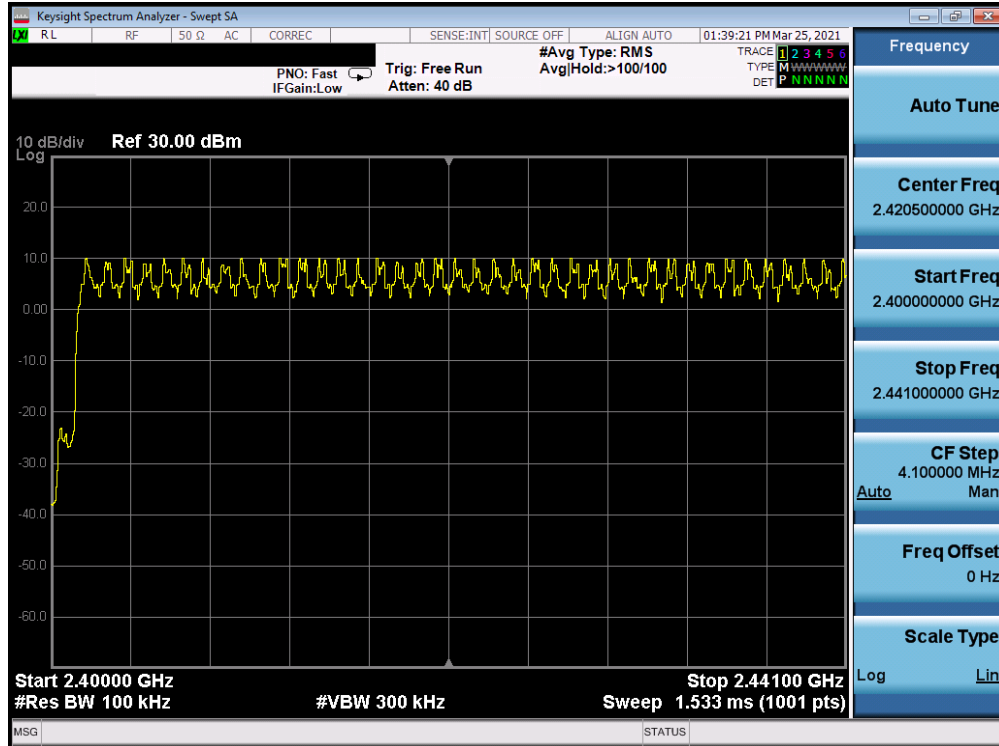 Keysight Spectrum Analyzer - Swept SA
LXI RL RF 50 Ω AC CORREC SENSE:INT SOURCE OFF ALIGN AUTO 01:39:21 PM Mar 25, 2021
#Avg Type: RMS TRACE 1 2 3 4 5 6
PNO: Fast Trig: Free Run Avg|Hold:>100/100 TYPE M WWWWW
IFGain:Low Atten: 40 dB DET P N N N N N
10 dB/div Ref 30.00 dBm
Log
20.0
10.0
0.00
-10.0
-20.0
-30.0
-40.0
-50.0
-60.0
Start 2.40000 GHz Stop 2.44100 GHz
#Res BW 100 kHz #VBW 300 kHz Sweep 1.533 ms (1001 pts)
MSG STATUS
Frequency
Auto Tune
Center Freq
2.420500000 GHz
Start Freq
2.400000000 GHz
Stop Freq
2.441000000 GHz
CF Step
4.100000 MHz
Auto Man
Freq Offset
0 Hz
Scale Type
Log Lin